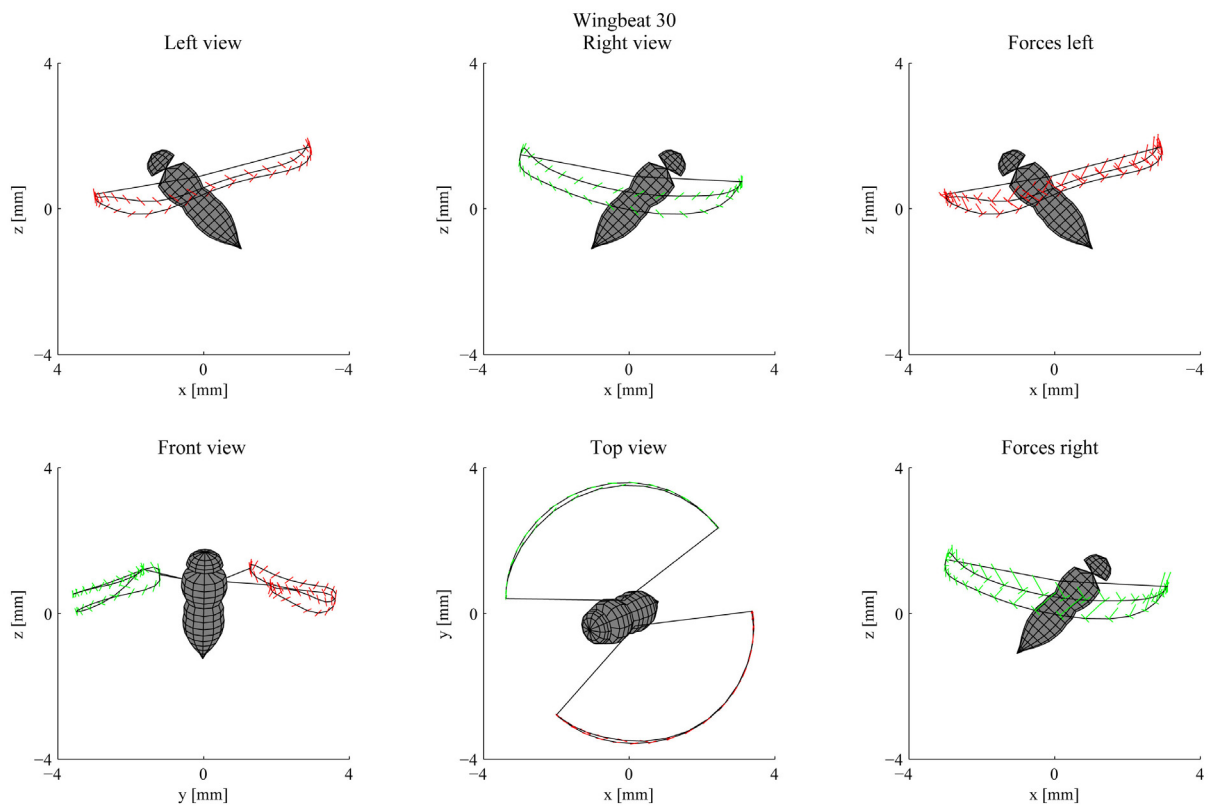 Wingbeat 30
Left view
Right view
Forces left
4
0
−4
z [mm]
4
0
−4
x [mm]
4
0
−4
z [mm]
−4
0
4
x [mm]
4
0
−4
z [mm]
4
0
−4
x [mm]
Front view
Top view
Forces right
4
0
−4
z [mm]
−4
0
4
y [mm]
4
0
−4
y [mm]
−4
0
4
x [mm]
4
0
−4
z [mm]
−4
0
4
x [mm]